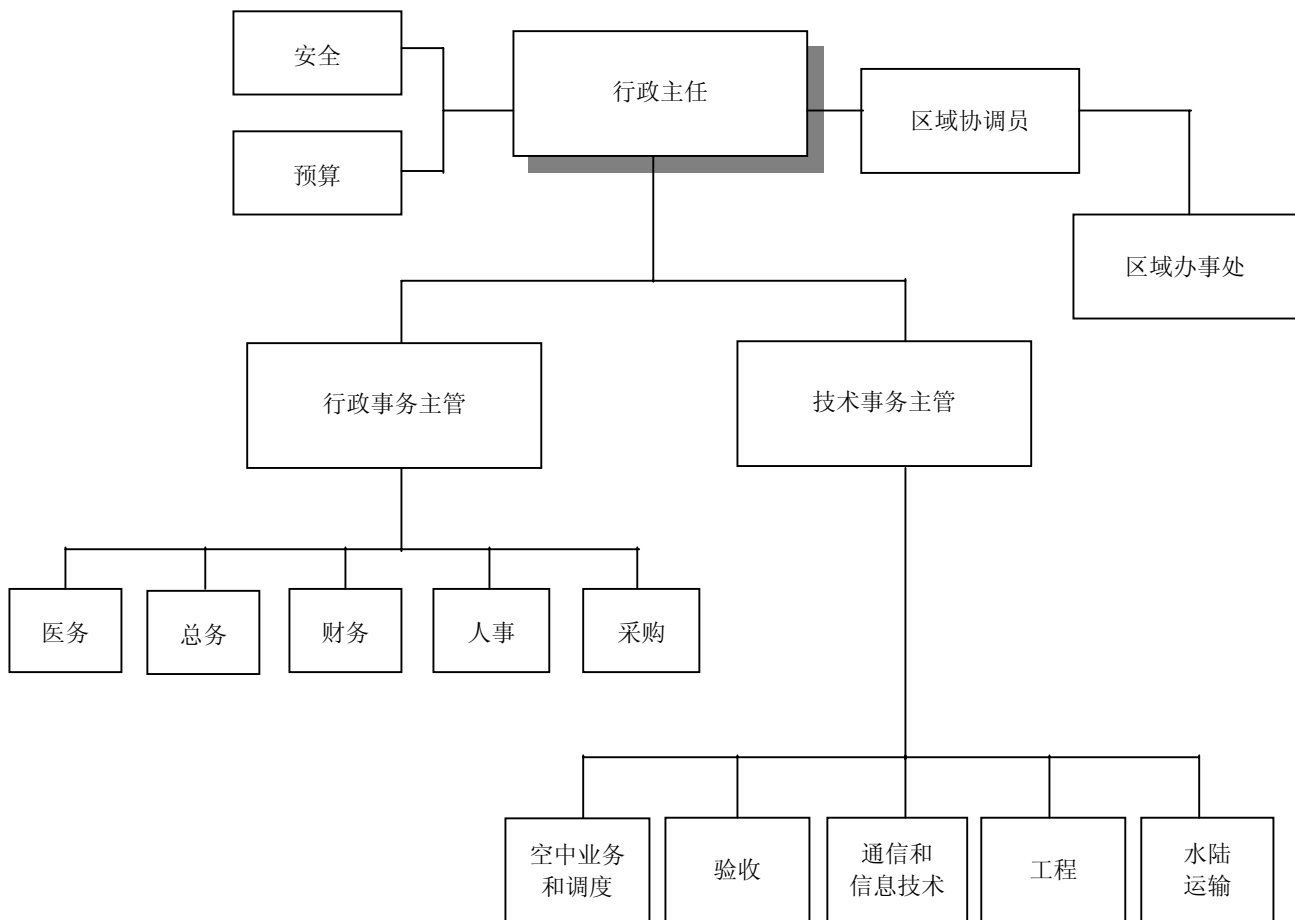 安全
行政主任
区域协调员
预算
区域办事处
行政事务主管
技术事务主管
医务
总务
财务
人事
采购
空中业务
和调度
验收
通信和
信息技术
工程
水陆
运输